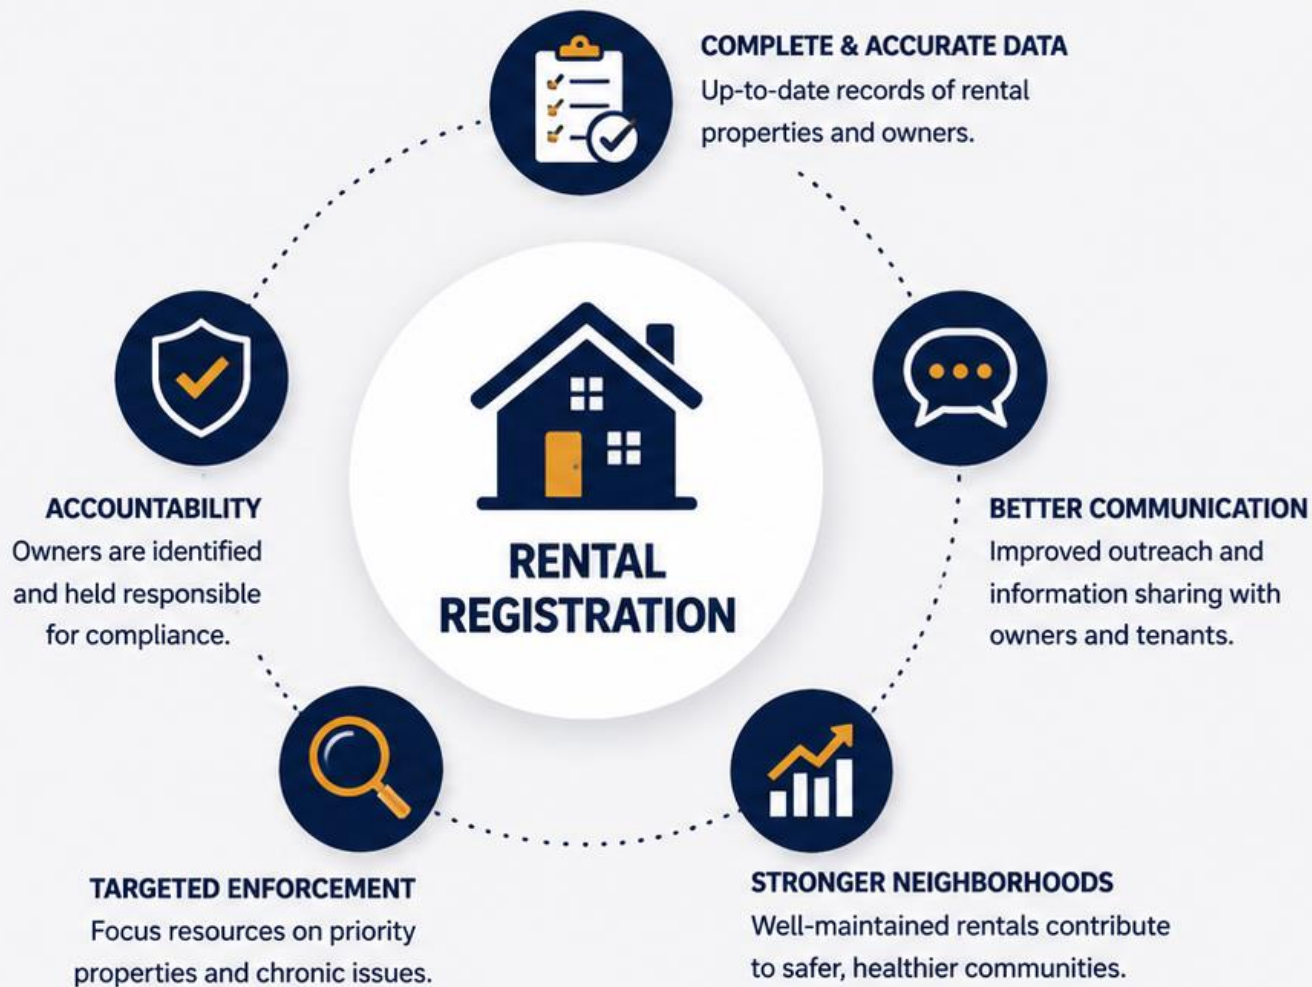 COMPLETE & ACCURATE DATA
Up-to-date records of rental
properties and owners.
BETTER COMMUNICATION
Improved outreach and
information sharing with
owners and tenants.
STRONGER NEIGHBORHOODS
Well-maintained rentals contribute
to safer, healthier communities.
TARGETED ENFORCEMENT
Focus resources on priority
properties and chronic issues.
ACCOUNTABILITY
Owners are identified
and held responsible
for compliance.
RENTAL
REGISTRATION